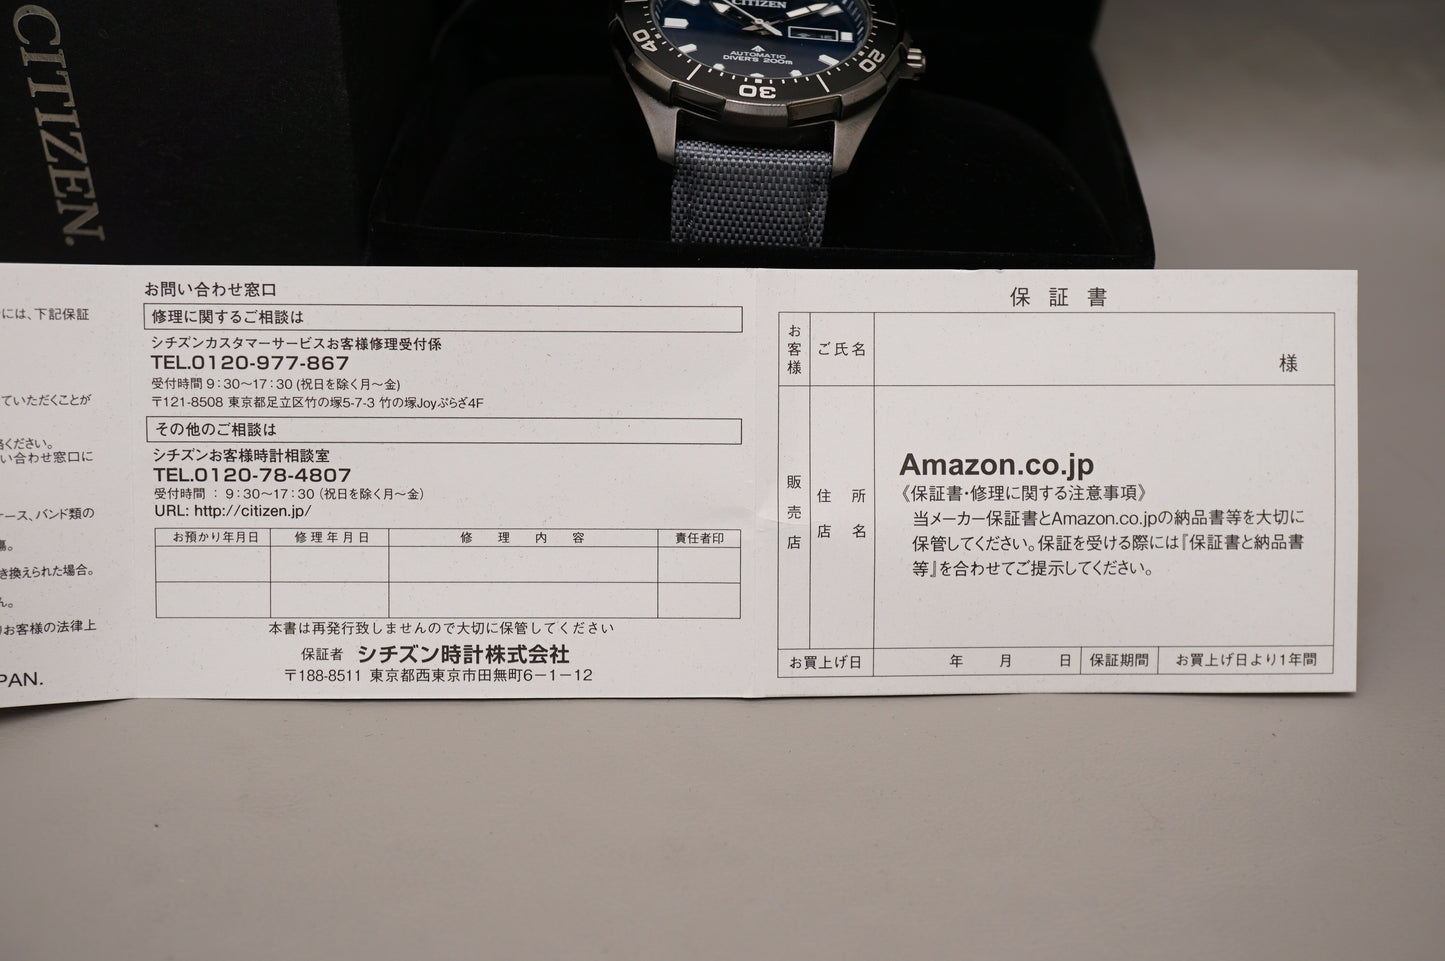 CITIZEN.
CITIZEN
AUTOMATIC
DIVER'S 200m
40
30
20
には、下記保証
ていただくことが
ください。
い合わせ窓口に
ース、バンド類の
傷。
き換えられた場合。
ん。
お客様の法律上
PAN.
お問い合わせ窓口
修理に関するご相談は
シチズンカスタマーサービスお客様修理受付係
TEL.0120-977-867
受付時間 9:30～17:30 (祝日を除く月～金)
〒121-8508 東京都足立区竹の塚5-7-3 竹の塚Joyぷらざ4F
その他のご相談は
シチズンお客様時計相談室
TEL.0120-78-4807
受付時間 : 9:30～17:30 (祝日を除く月～金)
URL: http://citizen.jp/
お預かり年月日 修理年月日 修理内容 責任者印
本書は再発行致しませんので大切に保管してください
保証者 シチズン時計株式会社
〒188-8511 東京都西東京市田無町6-1-12
保証書
お客様 ご氏名 様
販売店 住所 店名
Amazon.co.jp
《保証書・修理に関する注意事項》
当メーカー保証書とAmazon.co.jpの納品書等を大切に
保管してください。保証を受ける際には『保証書と納品書
等』を合わせてご提示してください。
お買上げ日 年 月 日 保証期間 お買上げ日より1年間